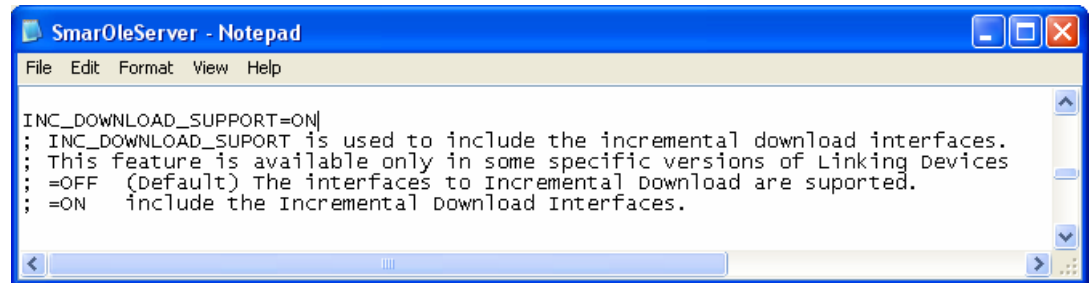 SmarOleServer - Notepad
File Edit Format View Help
INC_DOWNLOAD_SUPPORT=ON
; INC_DOWNLOAD_SUPORT is used to include the incremental download interfaces.
; This feature is available only in some specific versions of Linking Devices
; =OFF (Default) The interfaces to Incremental Download are suported.
; =ON include the Incremental Download Interfaces.